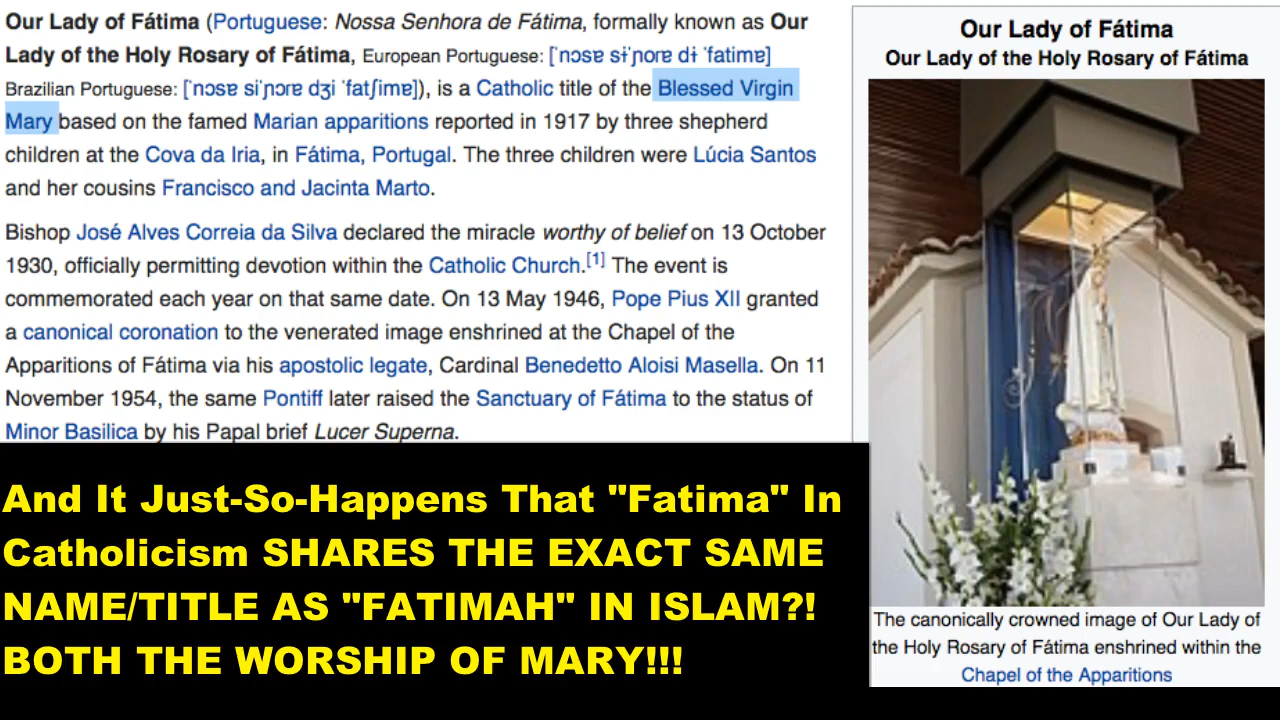 Our Lady of Fátima (Portuguese: Nossa Senhora de Fátima, formally known as Our
Lady of the Holy Rosary of Fátima, European Portuguese: [ˈnɔsɐ sɨˈɲoɾɐ dɨ ˈfatimɐ]
Brazilian Portuguese: [ˈnɔsɐ siˈɲɔɾɐ dʒi ˈfatʃimɐ]), is a Catholic title of the Blessed Virgin
Mary based on the famed Marian apparitions reported in 1917 by three shepherd
children at the Cova da Iria, in Fátima, Portugal. The three children were Lúcia Santos
and her cousins Francisco and Jacinta Marto.
Bishop José Alves Correia da Silva declared the miracle worthy of belief on 13 October
1930, officially permitting devotion within the Catholic Church.[1] The event is
commemorated each year on that same date. On 13 May 1946, Pope Pius XII granted
a canonical coronation to the venerated image enshrined at the Chapel of the
Apparitions of Fátima via his apostolic legate, Cardinal Benedetto Aloisi Masella. On 11
November 1954, the same Pontiff later raised the Sanctuary of Fátima to the status of
Minor Basilica by his Papal brief Lucer Superna.
And It Just-So-Happens That "Fatima" In
Catholicism SHARES THE EXACT SAME
NAME/TITLE AS "FATIMAH" IN ISLAM?!
BOTH THE WORSHIP OF MARY!!!
Our Lady of Fátima
Our Lady of the Holy Rosary of Fátima
The canonically crowned image of Our Lady of
the Holy Rosary of Fátima enshrined within the
Chapel of the Apparitions